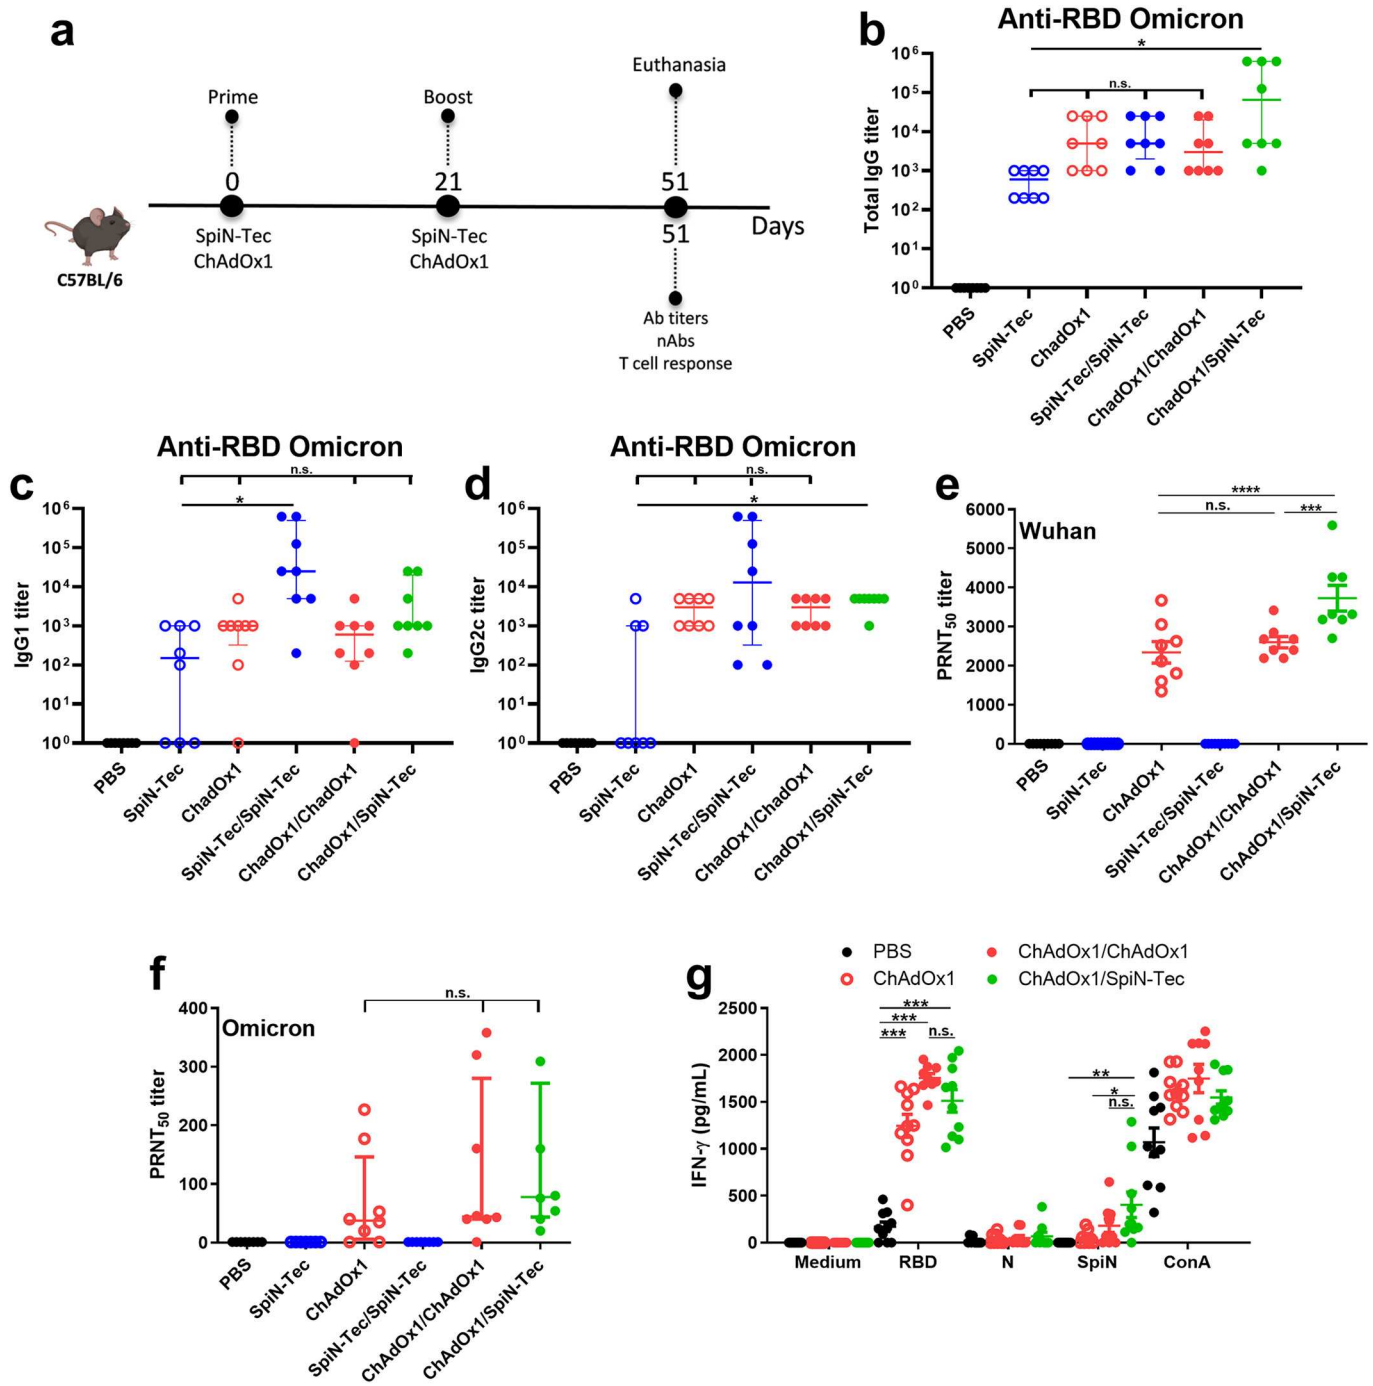 a
Prime
Boost
Euthanasia
0
21
51
Days
SpiN-Tec
ChAdOx1
SpiN-Tec
ChAdOx1
51
C57BL/6
Ab titers
nAbs
T cell response
b
Anti-RBD Omicron
*
n.s.
Total IgG titer
10⁶
10⁵
10⁴
10³
10²
10¹
10⁰
PBS
SpiN-Tec
ChadOx1
SpiN-Tec/SpiN-Tec
ChadOx1/ChadOx1
ChadOx1/SpiN-Tec
c
Anti-RBD Omicron
n.s.
*
IgG1 titer
10⁶
10⁵
10⁴
10³
10²
10¹
10⁰
PBS
SpiN-Tec
ChadOx1
SpiN-Tec/SpiN-Tec
ChadOx1/ChadOx1
ChadOx1/SpiN-Tec
d
Anti-RBD Omicron
n.s.
*
IgG2c titer
10⁶
10⁵
10⁴
10³
10²
10¹
10⁰
PBS
SpiN-Tec
ChadOx1
SpiN-Tec/SpiN-Tec
ChadOx1/ChadOx1
ChadOx1/SpiN-Tec
e
Wuhan
****
n.s.
***
PRNT₅₀ titer
6000
5000
4000
3000
2000
1000
0
PBS
SpiN-Tec
ChAdOx1
SpiN-Tec/SpiN-Tec
ChAdOx1/ChAdOx1
ChAdOx1/SpiN-Tec
f
Omicron
n.s.
PRNT₅₀ titer
400
300
200
100
0
PBS
SpiN-Tec
ChAdOx1
SpiN-Tec/SpiN-Tec
ChAdOx1/ChAdOx1
ChAdOx1/SpiN-Tec
g
PBS
ChAdOx1
ChAdOx1/ChAdOx1
ChAdOx1/SpiN-Tec
IFN-γ (pg/mL)
2500
2000
1500
1000
500
0
***
***
***
n.s.
**
*
n.s.
Medium
RBD
N
SpiN
ConA